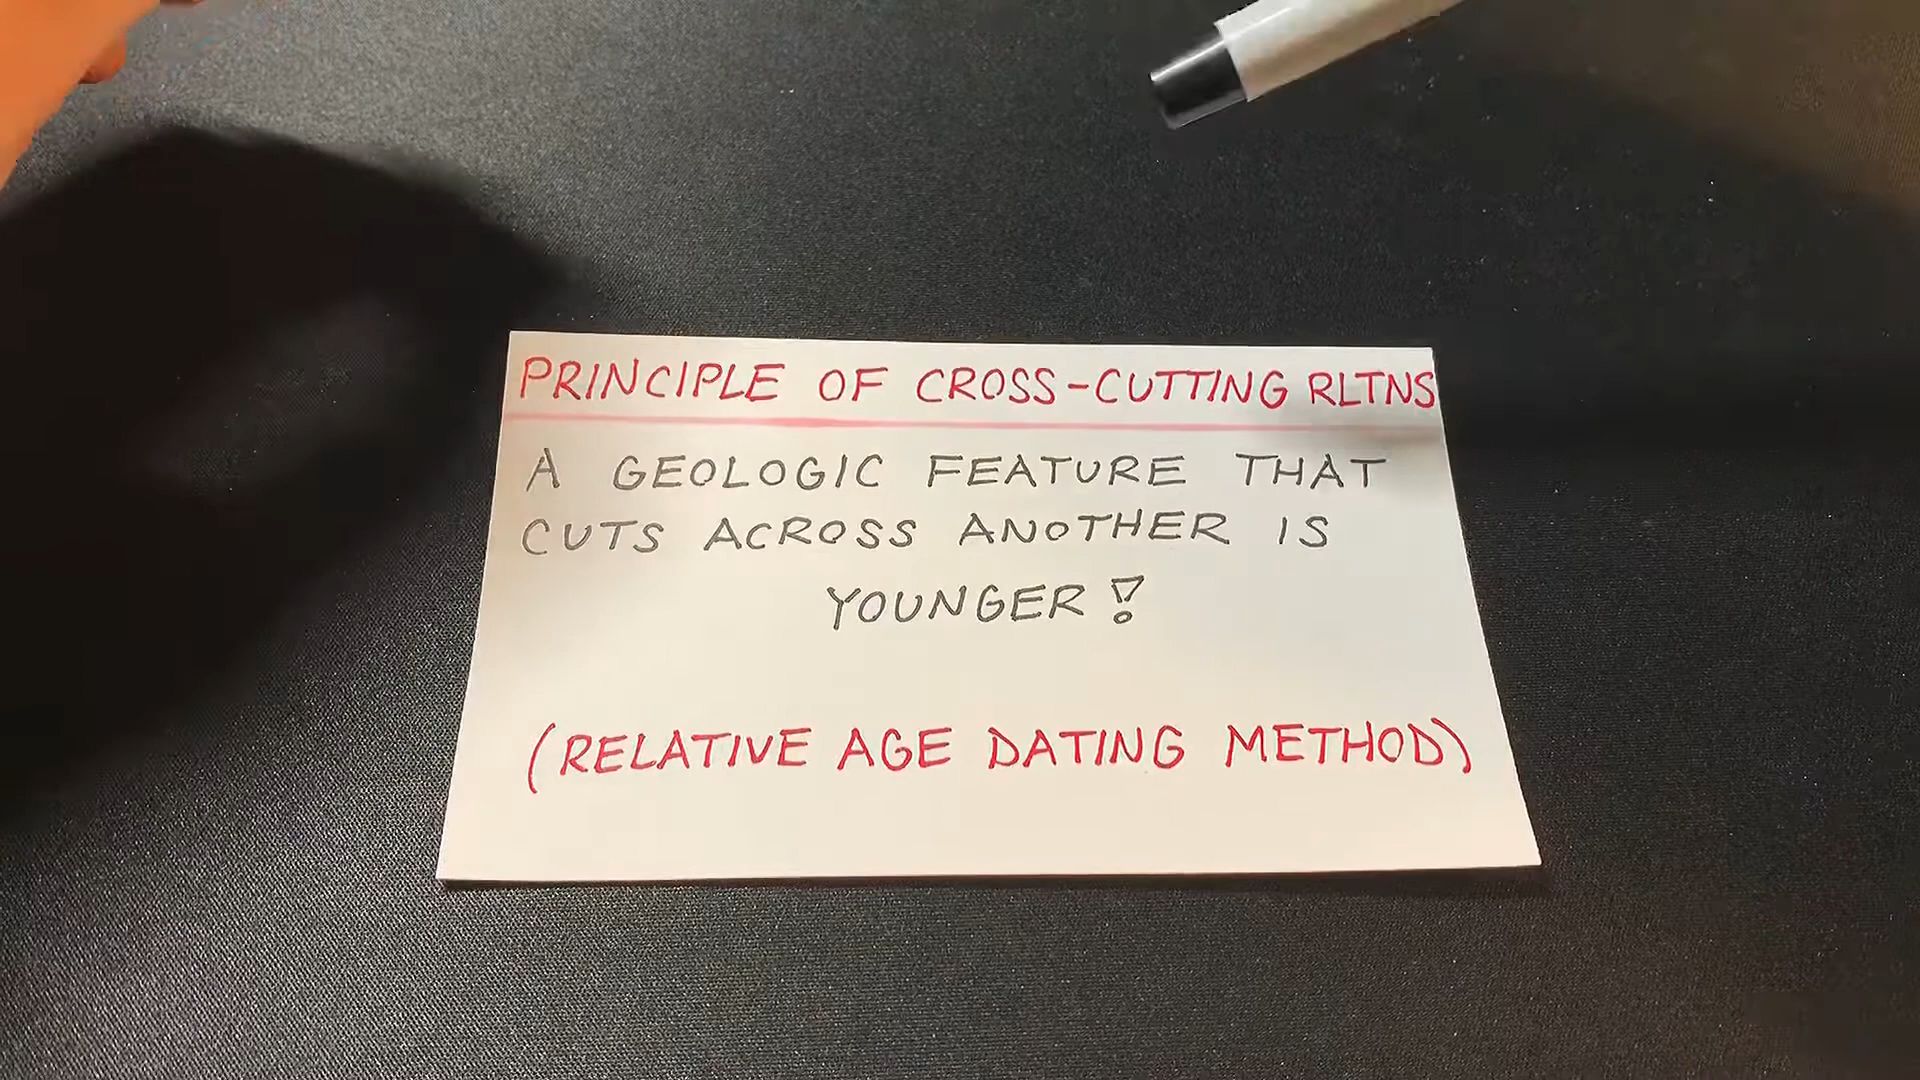 PRINCIPLE OF CROSS-CUTTING RLTNS
A GEOLOGIC FEATURE THAT
CUTS ACROSS ANOTHER IS
YOUNGER!
(RELATIVE AGE DATING METHOD)